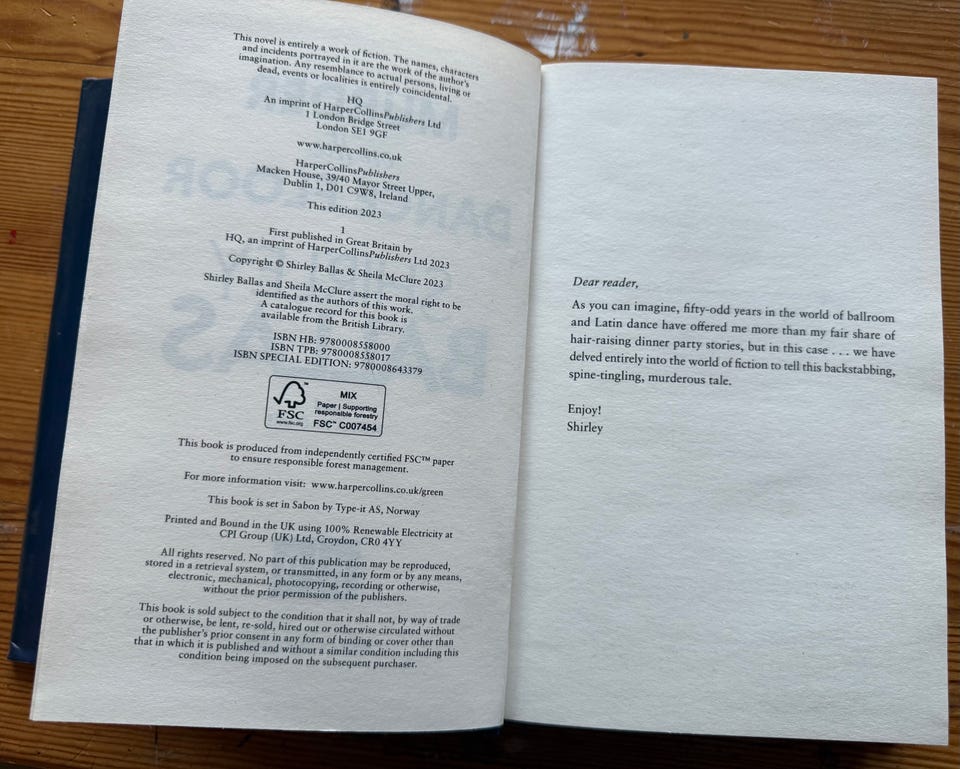 This novel is entirely a work of fiction. The names, characters
and incidents portrayed in it are the work of the author's
imagination. Any resemblance to actual persons, living or
dead, events or localities is entirely coincidental.
HQ
An imprint of HarperCollinsPublishers Ltd
1 London Bridge Street
London SE1 9GF
www.harpercollins.co.uk
HarperCollinsPublishers
Macken House, 39/40 Mayor Street Upper,
Dublin 1, D01 C9W8, Ireland
This edition 2023
1
First published in Great Britain by
HQ, an imprint of HarperCollinsPublishers Ltd 2023
Copyright © Shirley Ballas & Sheila McClure 2023
Shirley Ballas and Sheila McClure assert the moral right to be
identified as the authors of this work.
A catalogue record for this book is
available from the British Library.
ISBN HB: 9780008558000
ISBN TPB: 9780008558017
ISBN SPECIAL EDITION: 9780008643379
FSC
www.fsc.org
MIX
Paper | Supporting
responsible forestry
FSC™ C007454
This book is produced from independently certified FSC™ paper
to ensure responsible forest management.
For more information visit: www.harpercollins.co.uk/green
This book is set in Sabon by Type-it AS, Norway
Printed and Bound in the UK using 100% Renewable Electricity at
CPI Group (UK) Ltd, Croydon, CR0 4YY
All rights reserved. No part of this publication may be reproduced,
stored in a retrieval system, or transmitted, in any form or by any means,
electronic, mechanical, photocopying, recording or otherwise,
without the prior permission of the publishers.
This book is sold subject to the condition that it shall not, by way of trade
or otherwise, be lent, re-sold, hired out or otherwise circulated without
the publisher's prior consent in any form of binding or cover other than
that in which it is published and without a similar condition including this
condition being imposed on the subsequent purchaser.
Dear reader,
As you can imagine, fifty-odd years in the world of ballroom
and Latin dance have offered me more than my fair share of
hair-raising dinner party stories, but in this case . . . we have
delved entirely into the world of fiction to tell this backstabbing,
spine-tingling, murderous tale.
Enjoy!
Shirley